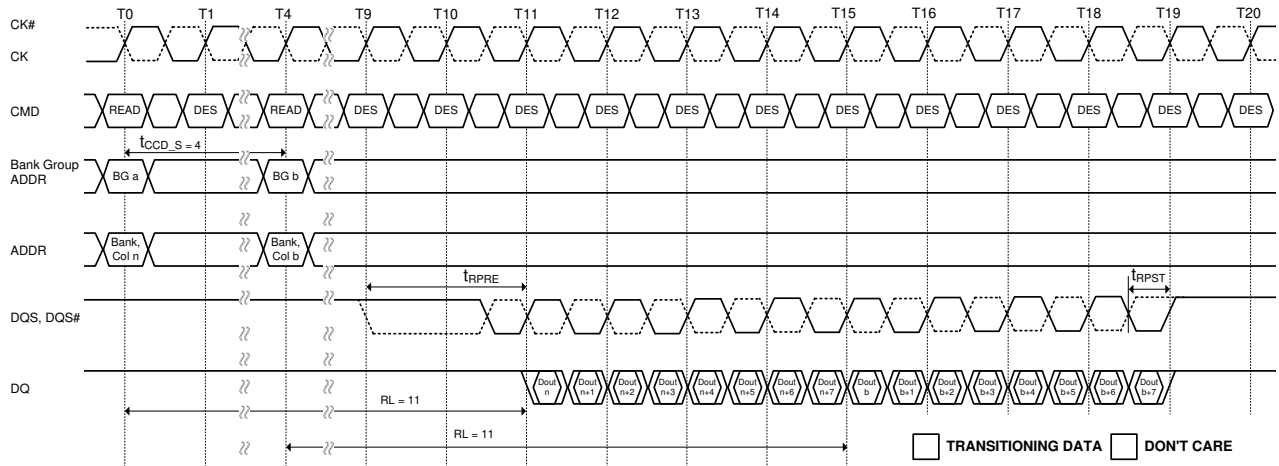 T0 T1 T4 T9 T10 T11 T12 T13 T14 T15 T16 T17 T18 T19 T20
CK#
CK
CMD READ DES READ DES DES DES DES DES DES DES DES DES DES DES DES
tCCD_S = 4
Bank Group
ADDR
BG a BG b
ADDR
Bank,
Col n
Bank,
Col b
tRPRE
tRPST
DQS, DQS#
DQ
Dout
n
Dout
n+1
Dout
n+2
Dout
n+3
Dout
n+4
Dout
n+5
Dout
n+6
Dout
n+7
Dout
b
Dout
b+1
Dout
b+2
Dout
b+3
Dout
b+4
Dout
b+5
Dout
b+6
Dout
b+7
RL = 11
RL = 11
TRANSITIONING DATA DON'T CARE